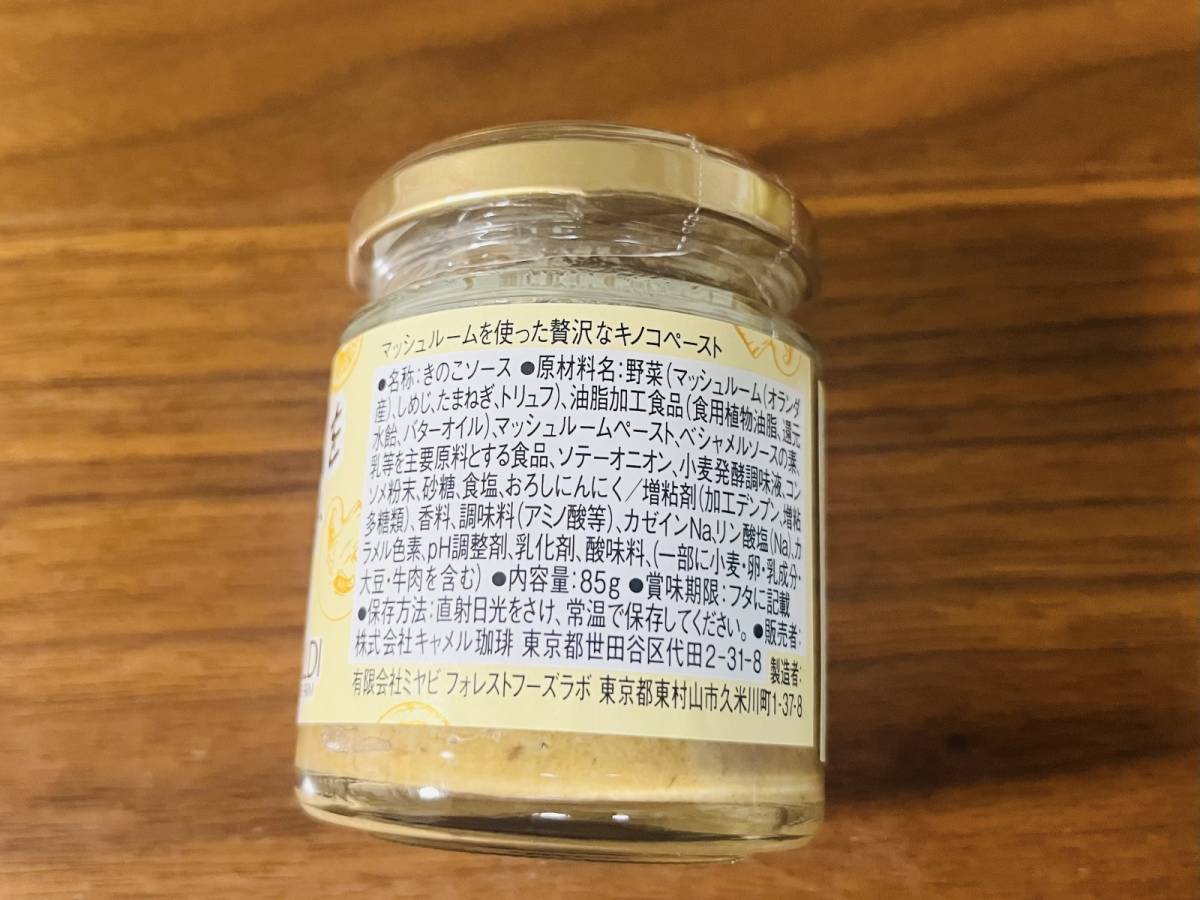 マッシュルームを使った贅沢なキノコペースト
●名称:きのこソース ●原材料名:野菜(マッシュルーム(オランダ
産)、しめじ、たまねぎ、トリュフ)、油脂加工食品(食用植物油脂、還元
水飴、バターオイル)、マッシュルームペースト、ベシャメルソースの素、
乳等を主要原料とする食品、ソテーオニオン、小麦発酵調味液、コン
ソメ粉末、砂糖、食塩、おろしにんにく/増粘剤(加工デンプン、増粘
多糖類)、香料、調味料(アミノ酸等)、カゼインNa、リン酸塩(Na)、カ
ラメル色素、pH調整剤、乳化剤、酸味料、(一部に小麦・卵・乳成分・
大豆・牛肉を含む) ●内容量:85g ●賞味期限:フタに記載
●保存方法:直射日光をさけ、常温で保存してください。 ●販売者:
株式会社キャメル珈琲 東京都世田谷区代田2-31-8 製造者:
有限会社ミヤビ フォレストフーズラボ 東京都東村山市久米川町1-37-8
LDI